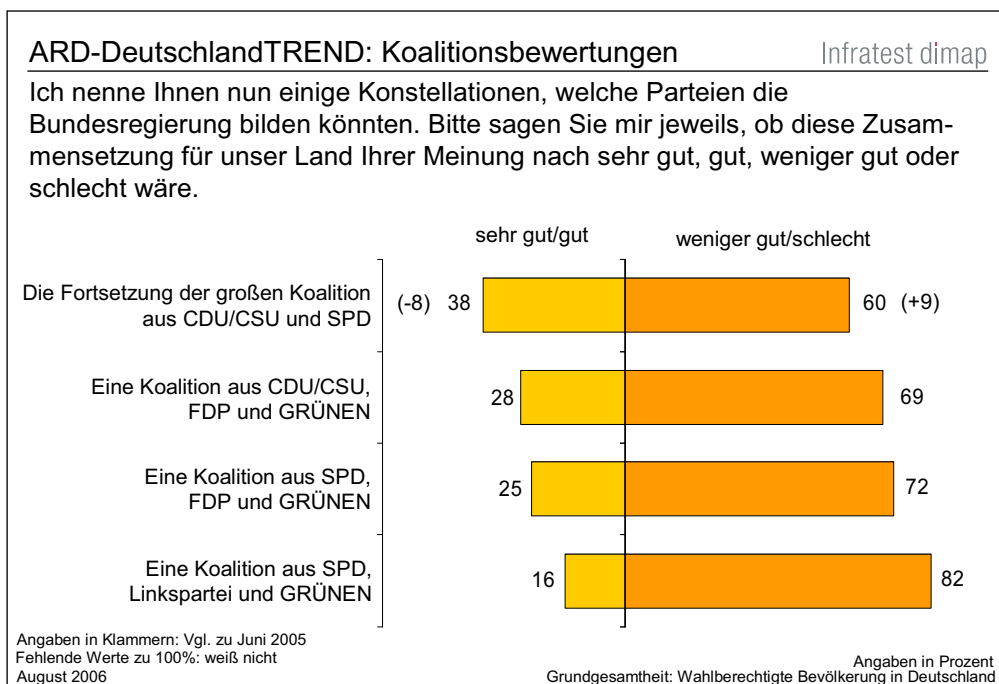 ARD-DeutschlandTREND: Koalitionsbewertungen
Infratest dimap
Ich nenne Ihnen nun einige Konstellationen, welche Parteien die
Bundesregierung bilden könnten. Bitte sagen Sie mir jeweils, ob diese Zusam-
mensetzung für unser Land Ihrer Meinung nach sehr gut, gut, weniger gut oder
schlecht wäre.
sehr gut/gut
weniger gut/schlecht
Die Fortsetzung der großen Koalition
aus CDU/CSU und SPD
(-8) 38
60 (+9)
Eine Koalition aus CDU/CSU,
FDP und GRÜNEN
28
69
Eine Koalition aus SPD,
FDP und GRÜNEN
25
72
Eine Koalition aus SPD,
Linkspartei und GRÜNEN
16
82
Angaben in Klammern: Vgl. zu Juni 2005
Fehlende Werte zu 100%: weiß nicht
August 2006
Angaben in Prozent
Grundgesamtheit: Wahlberechtigte Bevölkerung in Deutschland